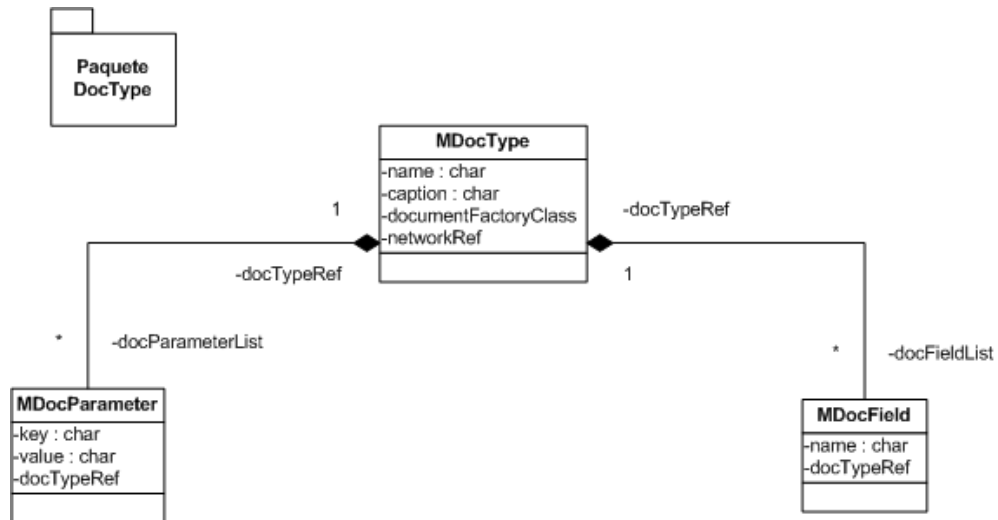 Paquete
DocType
MDocType
-name : char
-caption : char
-documentFactoryClass
-networkRef
1
-docTypeRef
-docTypeRef
1
*
-docParameterList
*
-docFieldList
MDocParameter
-key : char
-value : char
-docTypeRef
MDocField
-name : char
-docTypeRef